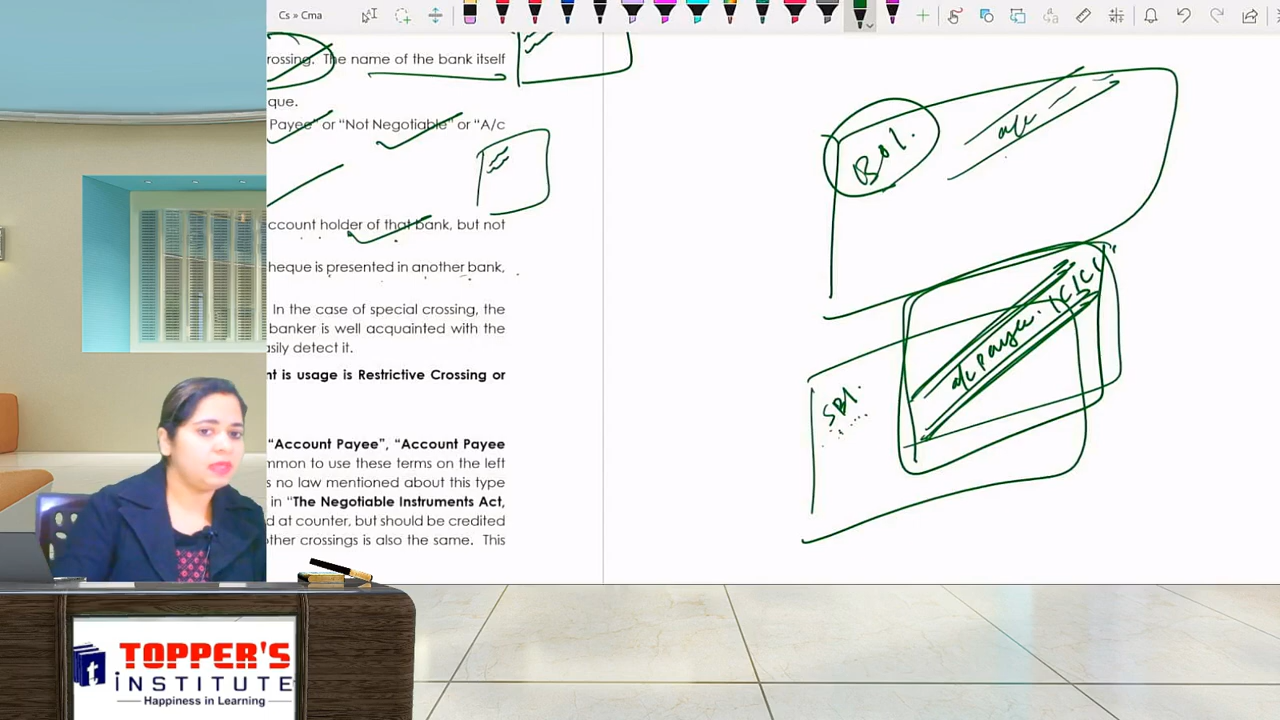 Cs » Cma
rossing. The name of the bank itself
que.
Payee" or "Not Negotiable" or "A/c
ccount holder of that bank, but not
heque is presented in another bank,
In the case of special crossing, the
banker is well acquainted with the
asily detect it.
nt is usage is Restrictive Crossing or
"Account Payee", "Account Payee
mmon to use these terms on the left
s no law mentioned about this type
in "The Negotiable Instruments Act,
d at counter, but should be credited
other crossings is also the same. This
a/c
a/c payee. ICICI
SBI.
t
TOPPER'S
iNSTITUTE
Happiness in Learning